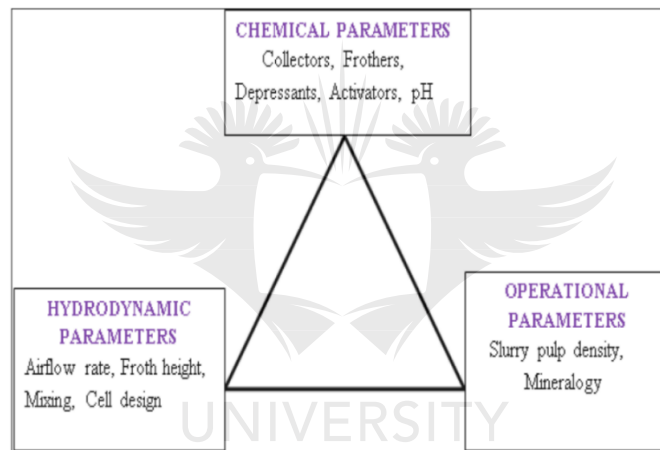 CHEMICAL PARAMETERS
Collectors, Frothers,
Depressants, Activators, pH
HYDRODYNAMIC
PARAMETERS
Airflow rate, Froth height,
Mixing, Cell design
OPERATIONAL
PARAMETERS
Slurry pulp density,
Mineralogy
UNIVERSITY